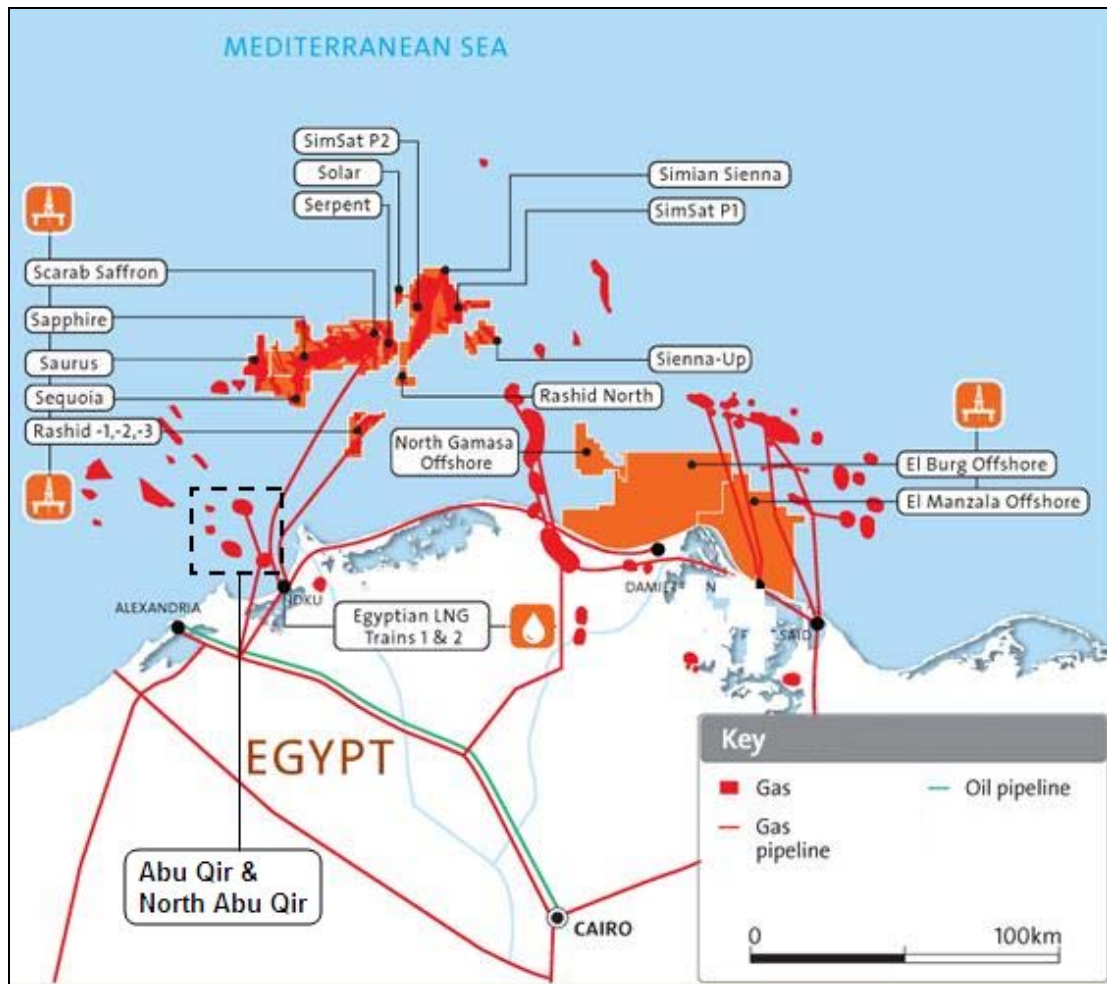 MEDITERRANEAN SEA
SimSat P2
Solar
Serpent
Simian Sienna
SimSat P1
Scarab Saffron
Sapphire
Saurus
Sequoia
Rashid -1,-2,-3
Sienna-Up
Rashid North
North Gamasa
Offshore
El Burg Offshore
El Manzala Offshore
ALEXANDRIA
IDKU
Egyptian LNG
Trains 1 & 2
SAID
EGYPT
Abu Qir &
North Abu Qir
CAIRO
Key
Gas
Oil pipeline
Gas
pipeline
0
100km